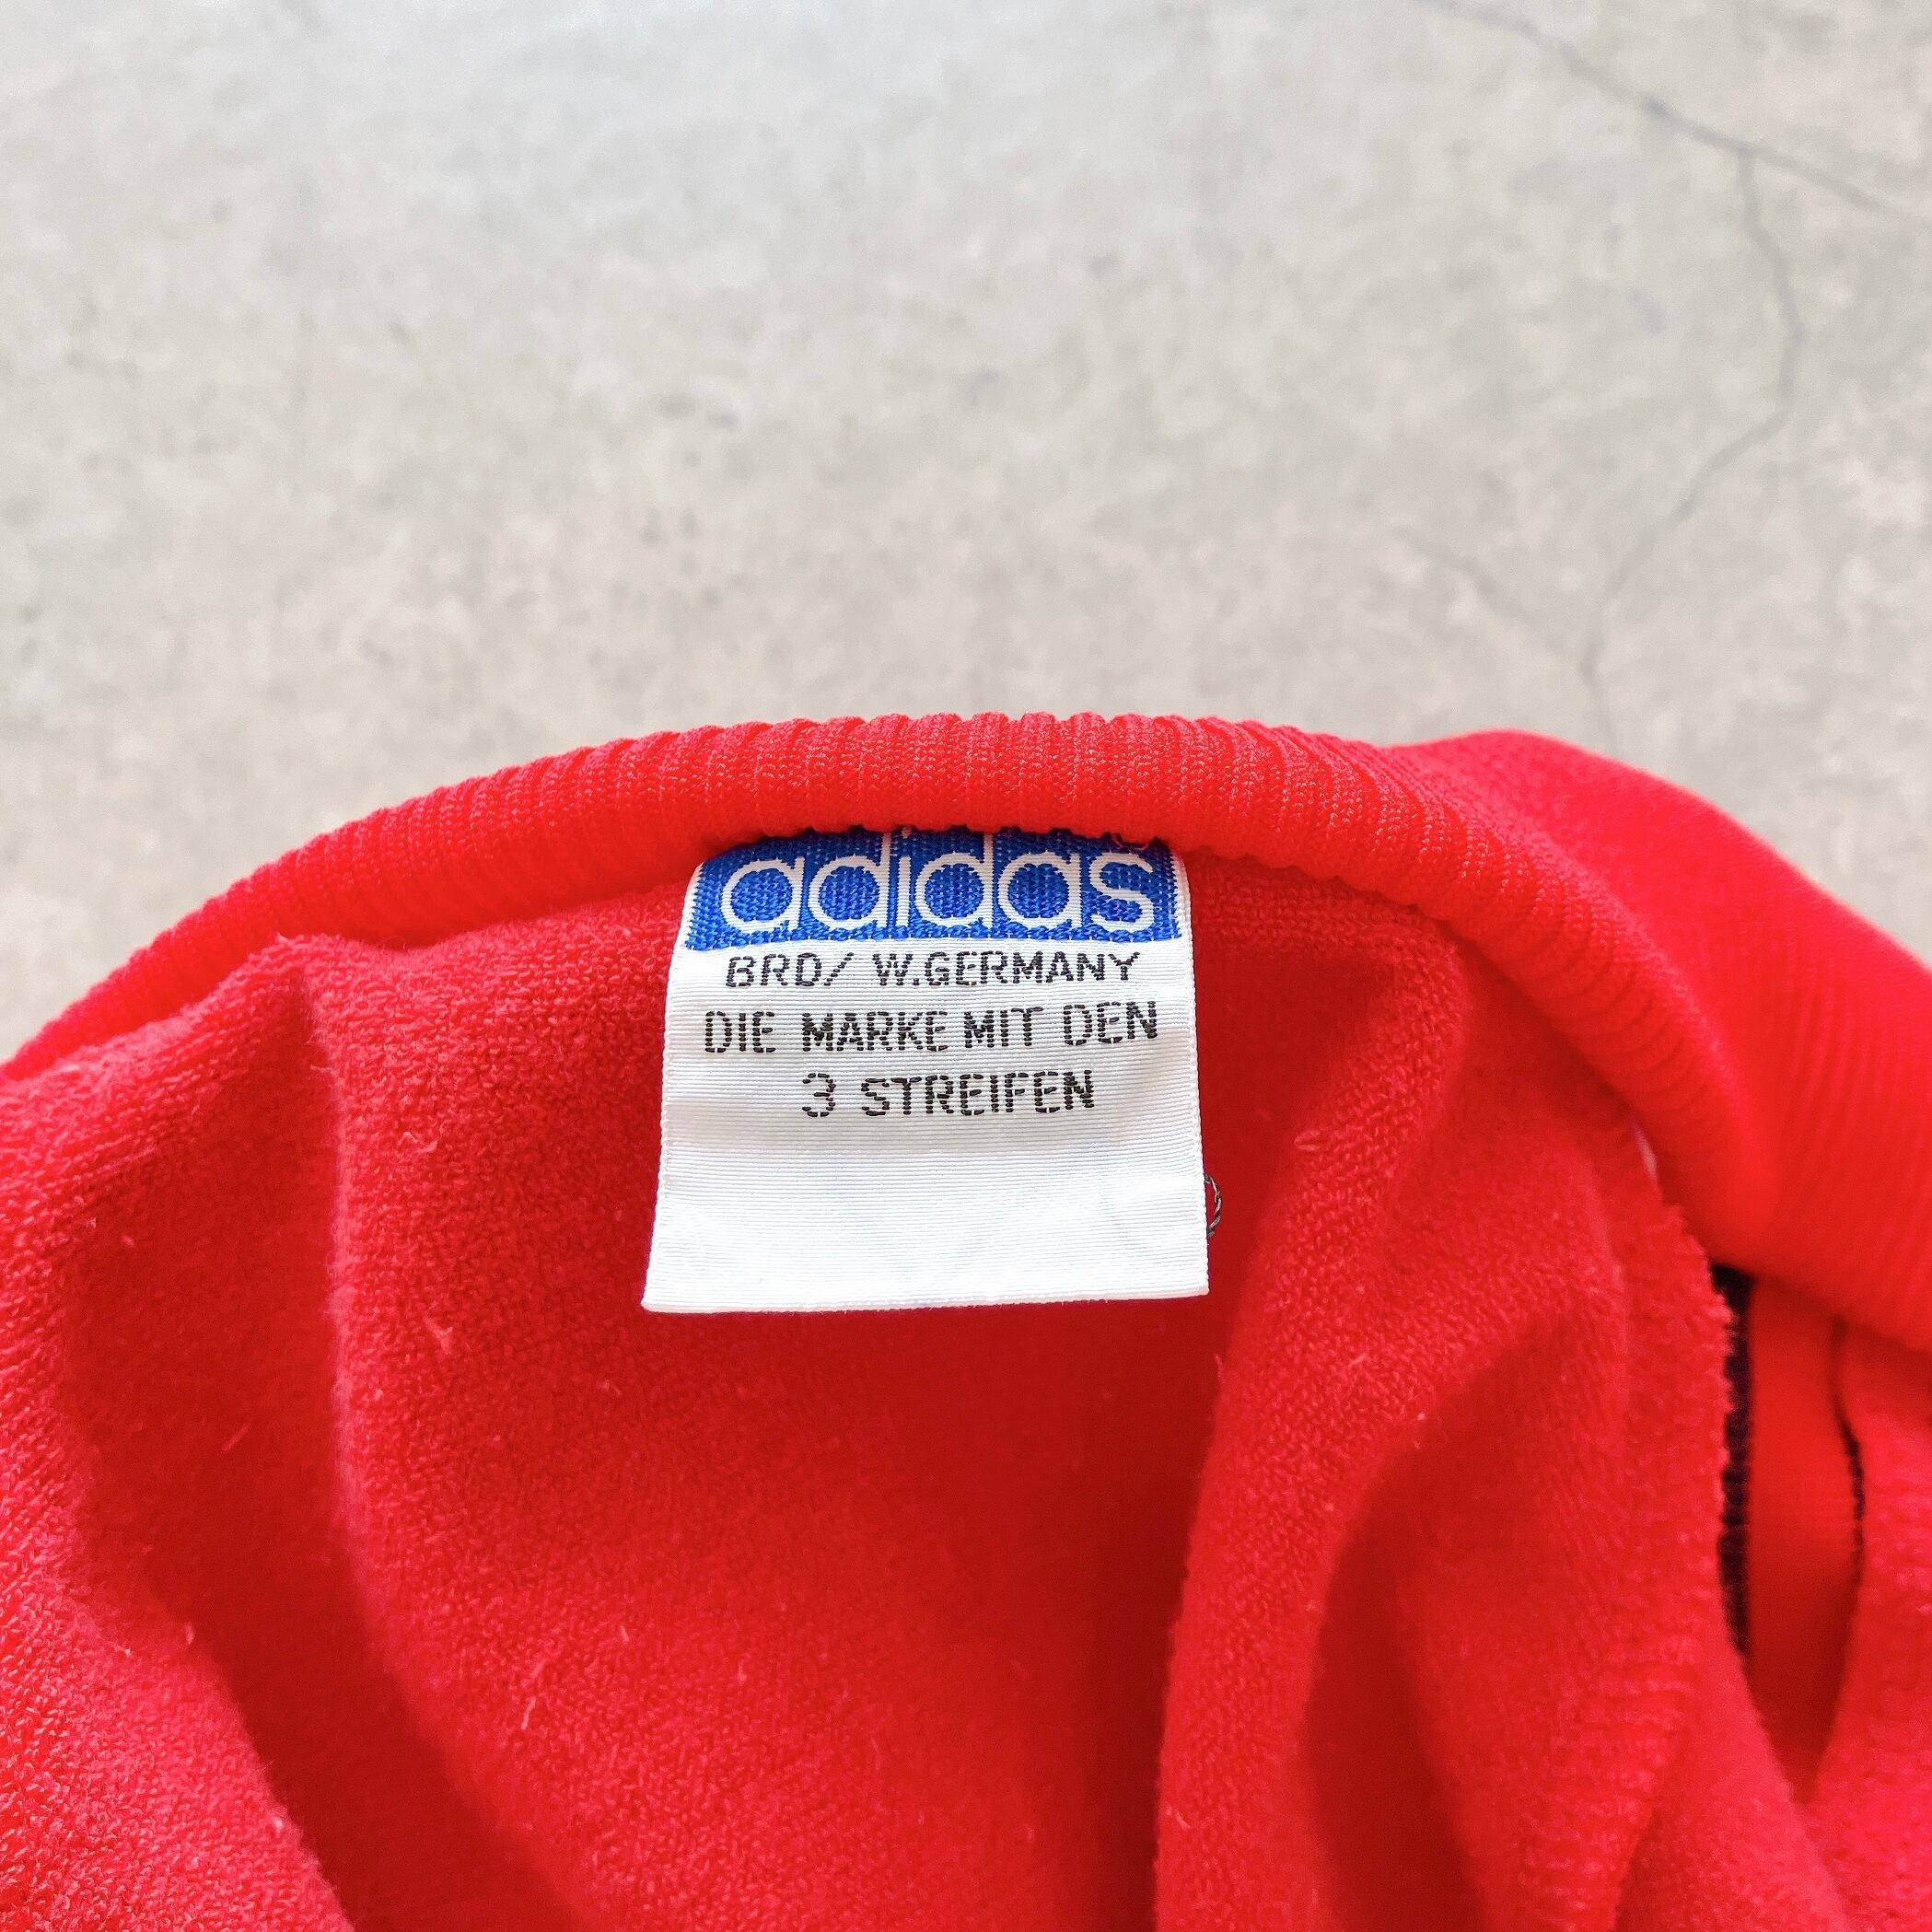 adidas
BRD/ W.GERMANY
DIE MARKE MIT DEN
3 STREIFEN